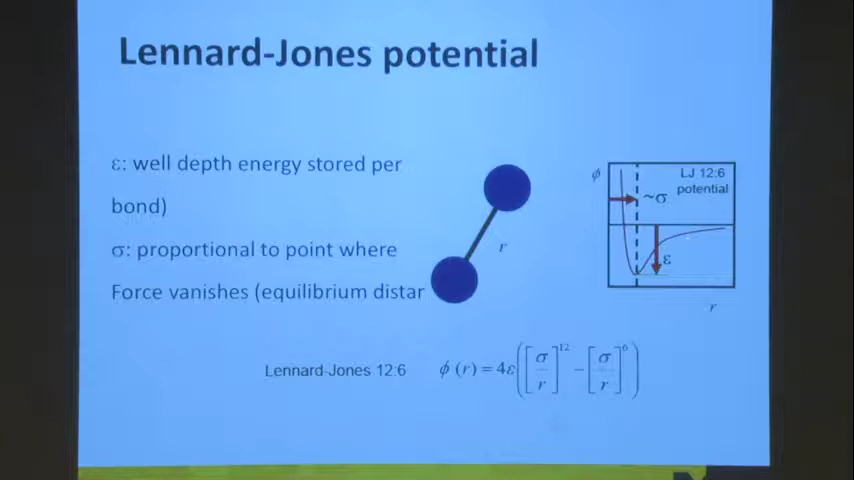 Lennard-Jones potential
ε: well depth energy stored per
bond)
σ: proportional to point where
Force vanishes (equilibrium distar
r
ϕ
LJ 12:6
potential
~σ
ε
r
Lennard-Jones 12:6
ϕ (r) = 4ε([σ/r]^12 − [σ/r]^6)